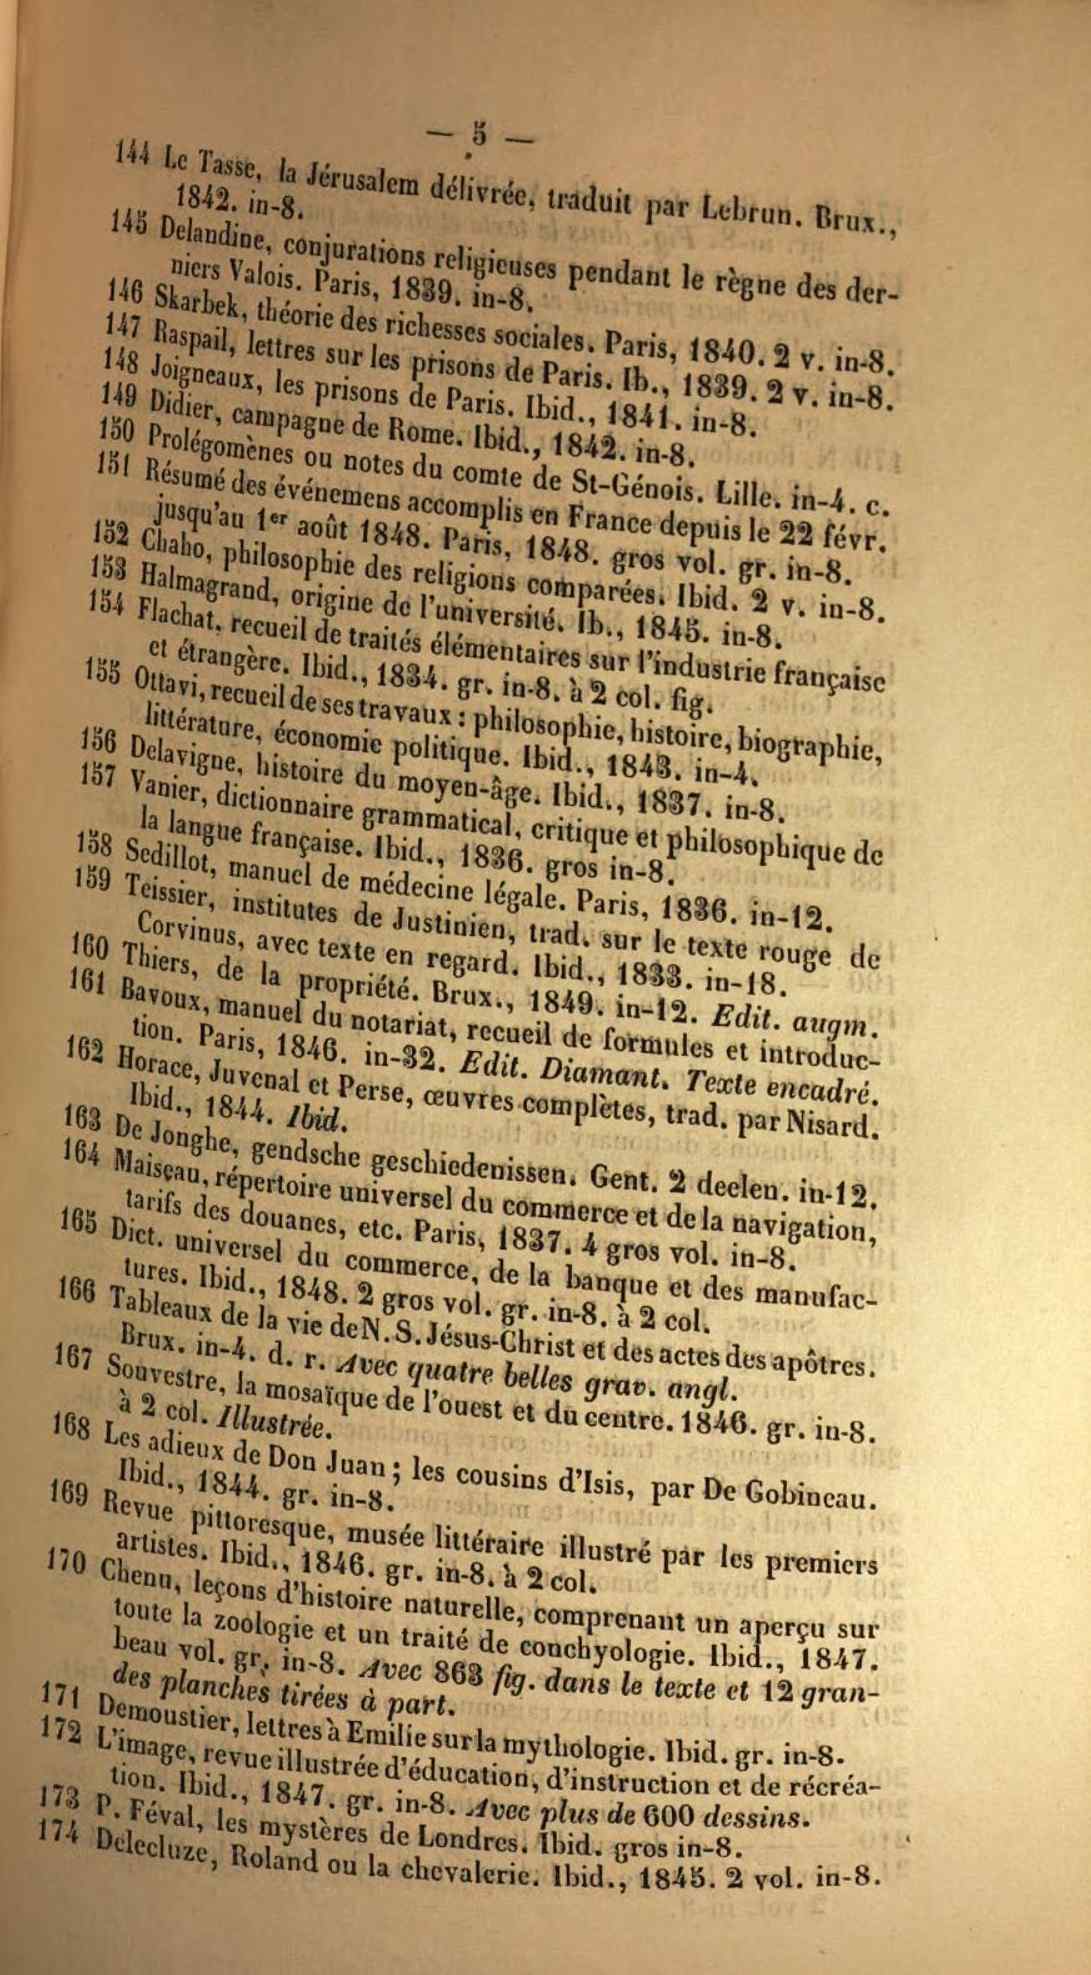 — 5 —
144 Le Tasse, la Jérusalem délivrée, traduit par Lebrun. Brux.,
1842. in-8.
145 Delandine, conjurations religieuses pendant le règne des der-
niers Valois. Paris, 1839. in-8.
146 Skarbek, théorie des richesses sociales. Paris, 1840. 2 v. in-8.
147 Raspail, lettres sur les prisons de Paris. Ib., 1839. 2 v. in-8.
148 Joigneaux, les prisons de Paris. Ibid., 1841. in-8.
149 Didier, campagne de Rome. Ibid., 1842. in-8.
150 Prolégomènes ou notes du comte de St-Génois. Lille. in-4. c.
151 Résumé des événemens accomplis en France depuis le 22 févr.
jusqu'au 1er août 1848. Paris, 1848. gros vol. gr. in-8.
152 Chaho, philosophie des religions comparées. Ibid. 2 v. in-8.
153 Halmagrand, origine de l'université. Ib., 1845. in-8.
154 Flachat. recueil de traités élémentaires sur l'industrie française
et étrangère. Ibid., 1834. gr. in-8. à 2 col. fig.
155 Ottavi, recueil de ses travaux : philosophie, histoire, biographie,
littérature, économie politique. Ibid., 1843. in-4.
156 Delavigne, histoire du moyen-âge. Ibid., 1837. in-8.
157 Vanier, dictionnaire grammatical, critique et philosophique de
la langue française. Ibid., 1836. gros in-8.
158 Sedillot, manuel de médecine légale. Paris, 1836. in-12.
159 Teissier, institutes de Justinien, trad. sur le texte rouge de
Corvinus, avec texte en regard. Ibid., 1833. in-18.
160 Thiers, de la propriété. Brux., 1849. in-12. Edit. augm.
161 Bavoux, manuel du notariat, recueil de formules et introduc-
tion. Paris, 1846. in-32. Edit. Diamant. Texte encadré.
162 Horace, Juvenal et Perse, œuvres complètes, trad. par Nisard.
Ibid., 1844. Ibid.
163 De Jonghe, gendsche geschiedenissen. Gent. 2 deelen. in-12.
164 Maisçau, répertoire universel du commerce et de la navigation,
tarifs des douanes, etc. Paris, 1837. 4 gros vol. in-8.
165 Dict. universel du commerce, de la banque et des manufac-
tures. Ibid., 1848. 2 gros vol. gr. in-8. à 2 col.
166 Tableaux de la vie de N. S. Jésus-Christ et des actes des apôtres.
Brux. in-4. d. r. Avec quatre belles grav. angl.
167 Souvestre, la mosaïque de l'ouest et du centre. 1846. gr. in-8.
à 2 col. Illustrée.
168 Les adieux de Don Juan ; les cousins d'Isis, par De Gobineau.
Ibid., 1844. gr. in-8.
169 Revue pittoresque, musée littéraire illustré par les premiers
artistes. Ibid., 1846. gr. in-8. à 2 col.
170 Chenu, leçons d'histoire naturelle, comprenant un aperçu sur
toute la zoologie et un traité de conchyologie. Ibid., 1847.
beau vol. gr. in-8. Avec 863 fig. dans le texte et 12 gran-
des planches tirées à part.
171 Demoustier, lettres à Emilie sur la mythologie. Ibid. gr. in-8.
172 L'image, revue illustrée d'éducation, d'instruction et de récréa-
tion. Ibid., 1847. gr. in-8. Avec plus de 600 dessins.
173 P. Féval, les mystères de Londres. Ibid. gros in-8.
174 Delecluze, Roland ou la chevalerie. Ibid., 1845. 2 vol. in-8.